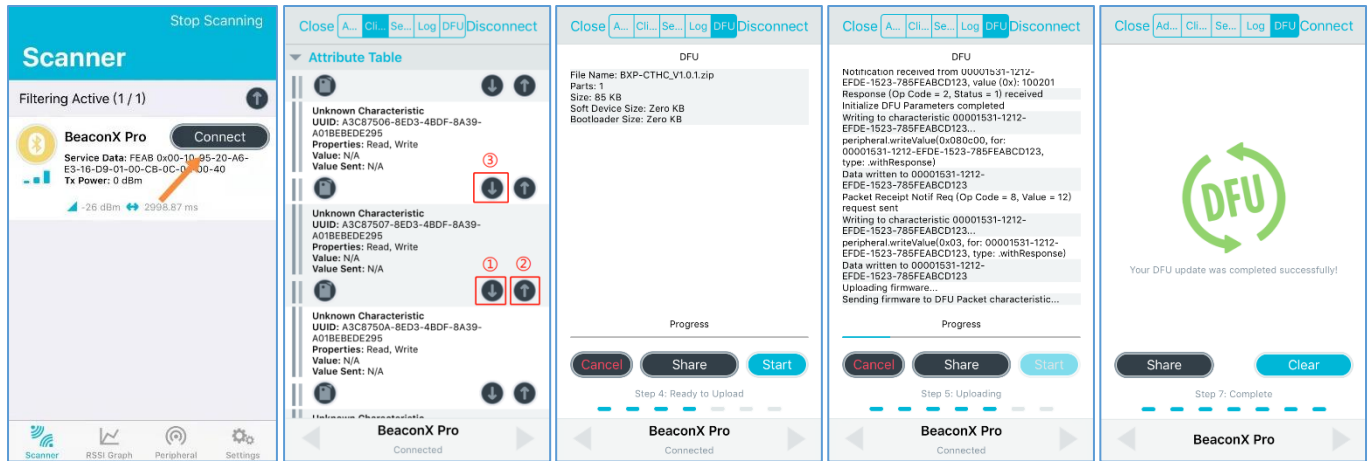 Stop Scanning
Scanner
Filtering Active (1 / 1)
BeaconX Pro
Connect
Service Data: FEAB 0x00-10-95-20-A6-
E3-16-D9-01-00-CB-0C-
00-40
Tx Power: 0 dBm
-26 dBm
2998.87 ms
Scanner
RSSI Graph
Peripheral
Settings
Close A... Cli... Se... Log DFU Disconnect
Attribute Table
Unknown Characteristic
UUID: A3C87506-8ED3-4BDF-8A39-
A01BEBEDE295
Properties: Read, Write
Value: N/A
Value Sent: N/A
③
Unknown Characteristic
UUID: A3C87507-8ED3-4BDF-8A39-
A01BEBEDE295
Properties: Read, Write
Value: N/A
Value Sent: N/A
① ②
Unknown Characteristic
UUID: A3C8750A-8ED3-4BDF-8A39-
A01BEBEDE295
Properties: Read, Write
Value: N/A
Value Sent: N/A
Unknown Characteristic
BeaconX Pro
Connected
Close A... Cli... Se... Log DFU Disconnect
DFU
File Name: BXP-CTHC_V1.0.1.zip
Parts: 1
Size: 85 KB
Soft Device Size: Zero KB
Bootloader Size: Zero KB
Progress
Cancel Share Start
Step 4: Ready to Upload
BeaconX Pro
Connected
Close A... Cli... Se... Log DFU Disconnect
DFU
Notification received from 00001531-1212-
EFDE-1523-785FEABCD123, value (0x): 100201
Response (Op Code = 2, Status = 1) received
Initialize DFU Parameters completed
Writing to characteristic 00001531-1212-
EFDE-1523-785FEABCD123...
peripheral.writeValue(0x080c00, for:
00001531-1212-EFDE-1523-785FEABCD123,
type: .withResponse)
Data written to 00001531-1212-
EFDE-1523-785FEABCD123
Packet Receipt Notif Req (Op Code = 8, Value = 12)
request sent
Writing to characteristic 00001531-1212-
EFDE-1523-785FEABCD123...
peripheral.writeValue(0x03, for: 00001531-1212-
EFDE-1523-785FEABCD123, type: .withResponse)
Data written to 00001531-1212-
EFDE-1523-785FEABCD123
Uploading firmware...
Sending firmware to DFU Packet characteristic...
Progress
Cancel Share Start
Step 5: Uploading
BeaconX Pro
Connected
Close Ad... Cli... Se... Log DFU Connect
DFU
Your DFU update was completed successfully!
Share Clear
Step 7: Complete
BeaconX Pro